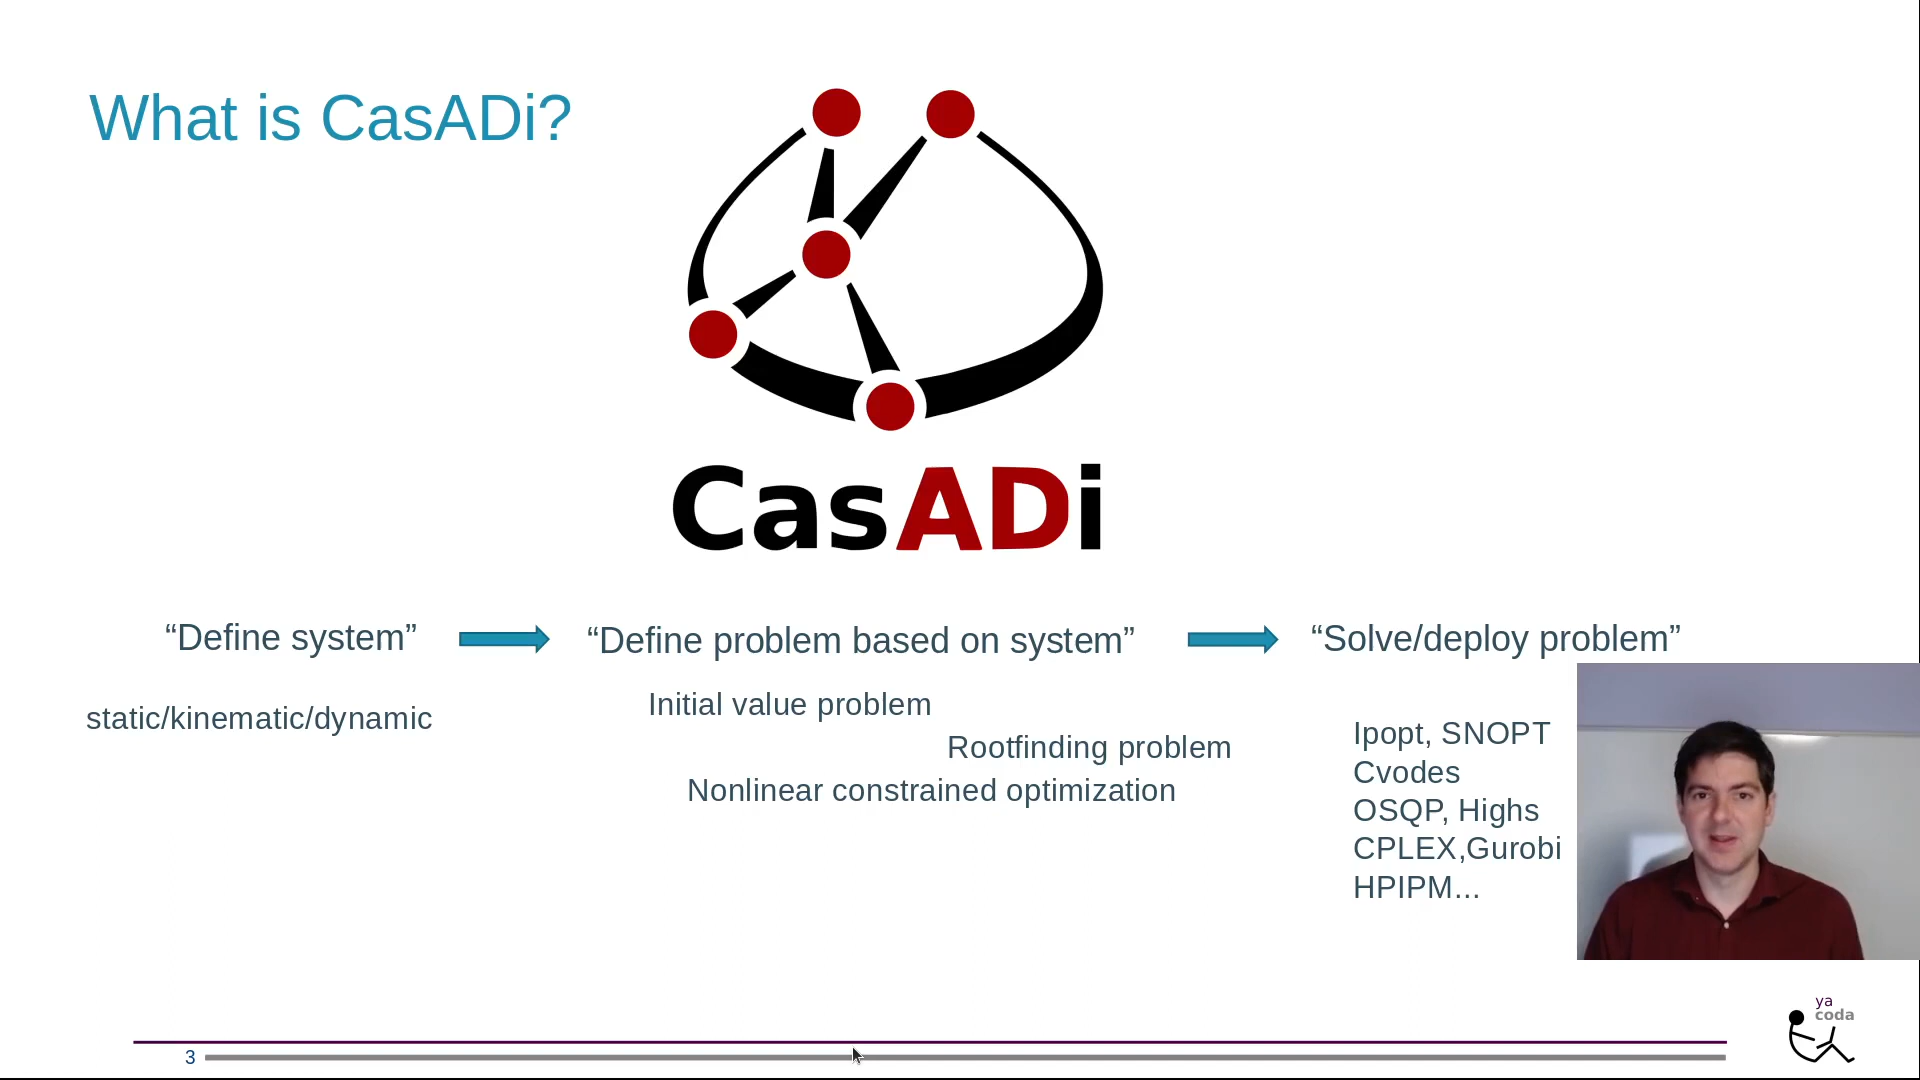 What is CasADi?
CasADi
“Define system”
“Define problem based on system”
“Solve/deploy problem”
static/kinematic/dynamic
Initial value problem
Rootfinding problem
Nonlinear constrained optimization
Ipopt, SNOPT
Cvodes
OSQP, Highs
CPLEX,Gurobi
HPIPM...
ya
coda
3